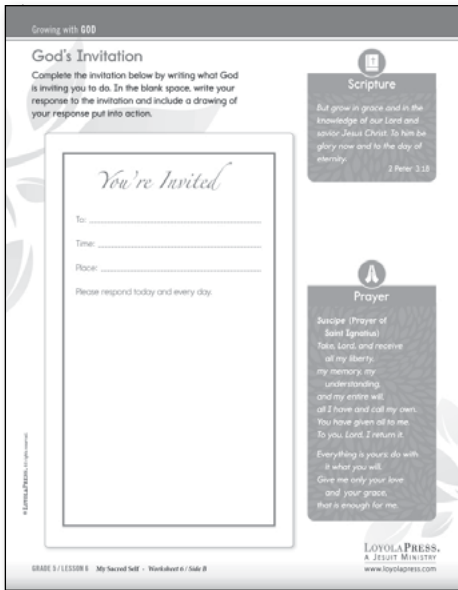 Growing with GOD
God's Invitation
Complete the invitation below by writing what God
is inviting you to do. In the blank space, write your
response to the invitation and include a drawing of
your response put into action.
You're Invited
To:
Time:
Place:
Please respond today and every day.
Scripture
But grow in grace and in the
knowledge of our Lord and
savior Jesus Christ. To him be
glory now and to the day of
eternity.
2 Peter 3:18
Prayer
Suscipe (Prayer of
Saint Ignatius)
Take, Lord, and receive
all my liberty,
my memory, my
understanding,
and my entire will,
all I have and call my own.
You have given all to me.
To you, Lord, I return it.
Everything is yours; do with
it what you will.
Give me only your love
and your grace,
that is enough for me.
© LOYOLAPRESS. All rights reserved.
GRADE 5 / LESSON 6 My Sacred Self • Worksheet 6 / Side B
LOYOLAPRESS.
A JESUIT MINISTRY
www.loyolapress.com